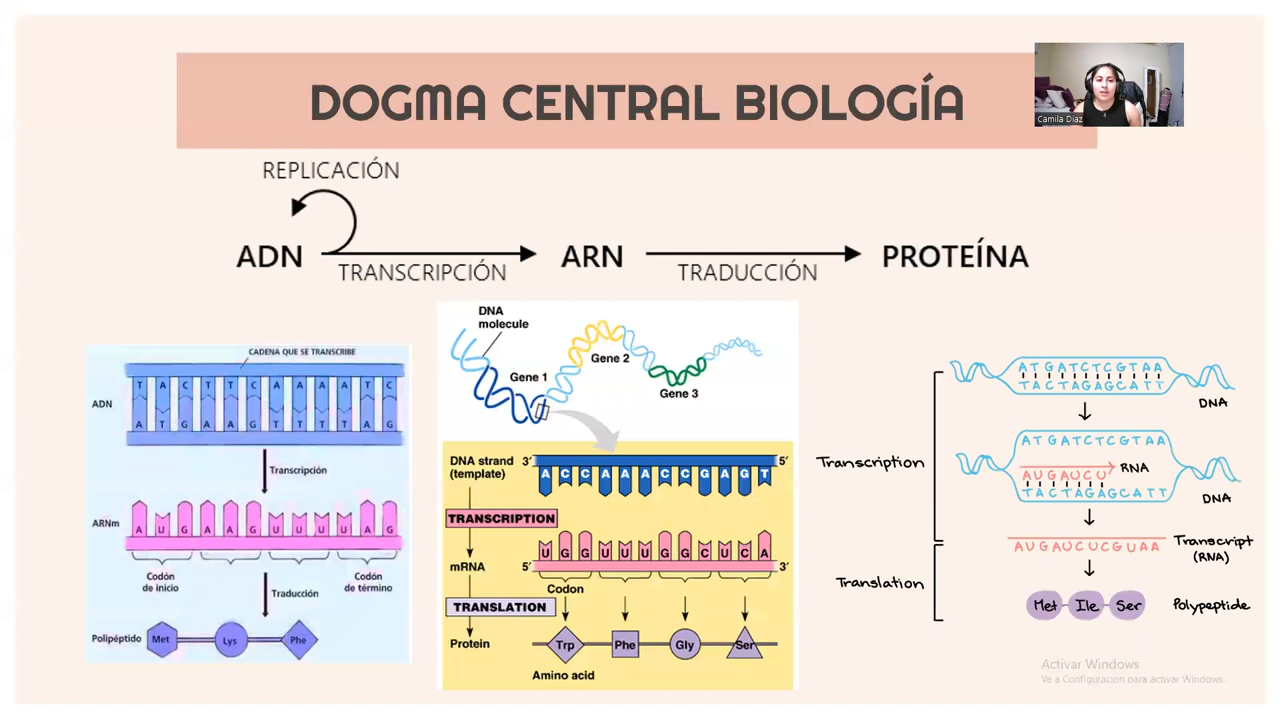 DOGMA CENTRAL BIOLOGÍA
Camila Diaz
REPLICACIÓN
ADN
TRANSCRIPCIÓN
ARN
TRADUCCIÓN
PROTEÍNA
CADENA QUE SE TRANSCRIBE
ADN
T A C T T C A A A A T C
A T G A A G T T T T A G
Transcripción
ARNm
A U G A A G U U U U A G
Codón de inicio
Codón de término
Traducción
Polipéptido
Met Lys Phe
DNA molecule
Gene 1
Gene 2
Gene 3
DNA strand (template)
3' 5'
A C C A A A C C G A G T
TRANSCRIPTION
U G G U U U G G C U C A
mRNA
5' 3'
Codon
TRANSLATION
Protein
Trp Phe Gly Ser
Amino acid
Transcription
ATGATCTCGTAA
TACTAGAGCATT
DNA
ATGATCTCGTAA
AUGAUCU
RNA
TACTAGAGCATT
DNA
AUGAUCUCGUAA
Transcript (RNA)
Translation
Met Ile Ser
Polypeptide
Activar Windows
Ve a Configuración para activar Windows.